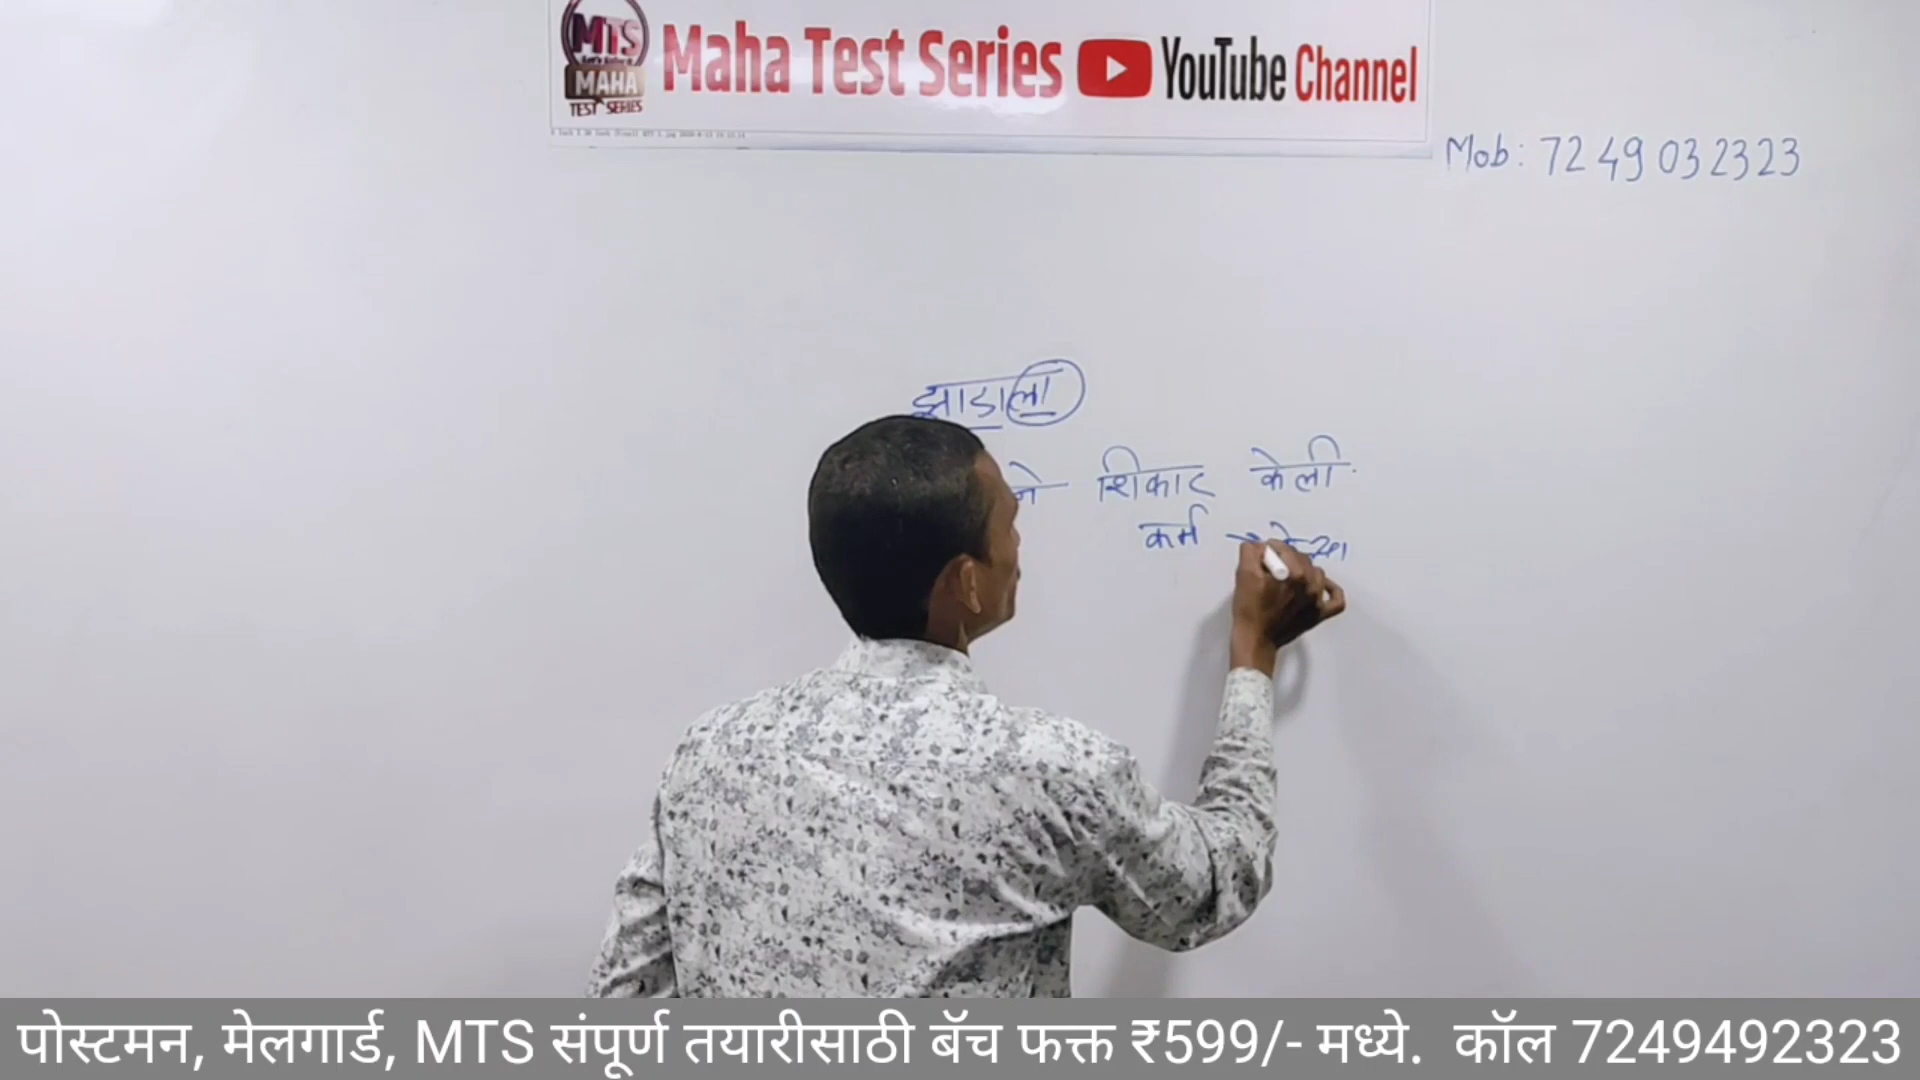 MTS
MAHA
TEST SERIES
Maha Test Series YouTube Channel
Mob: 7249032323
झाडाला
ने शिकार केली.
कर्म →
पोस्टमन, मेलगार्ड, MTS संपूर्ण तयारीसाठी बॅच फक्त ₹599/- मध्ये. कॉल 7249492323